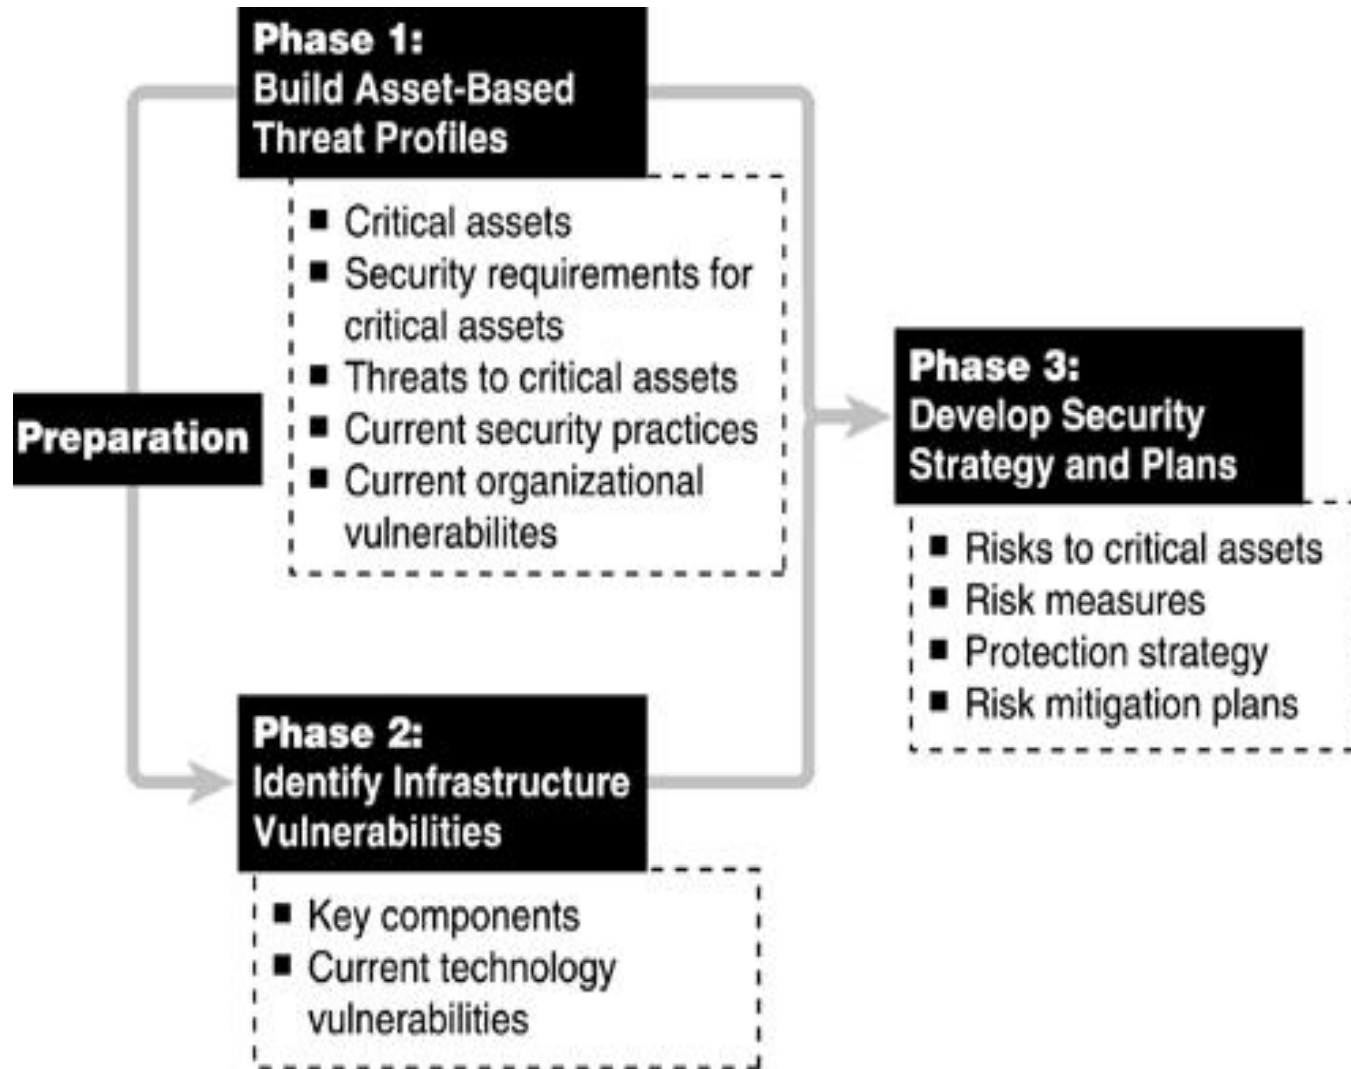 Phase 1:
Build Asset-Based
Threat Profiles
■ Critical assets
■ Security requirements for
critical assets
■ Threats to critical assets
■ Current security practices
■ Current organizational
vulnerabilites
Preparation
Phase 2:
Identify Infrastructure
Vulnerabilities
■ Key components
■ Current technology
vulnerabilities
Phase 3:
Develop Security
Strategy and Plans
■ Risks to critical assets
■ Risk measures
■ Protection strategy
■ Risk mitigation plans